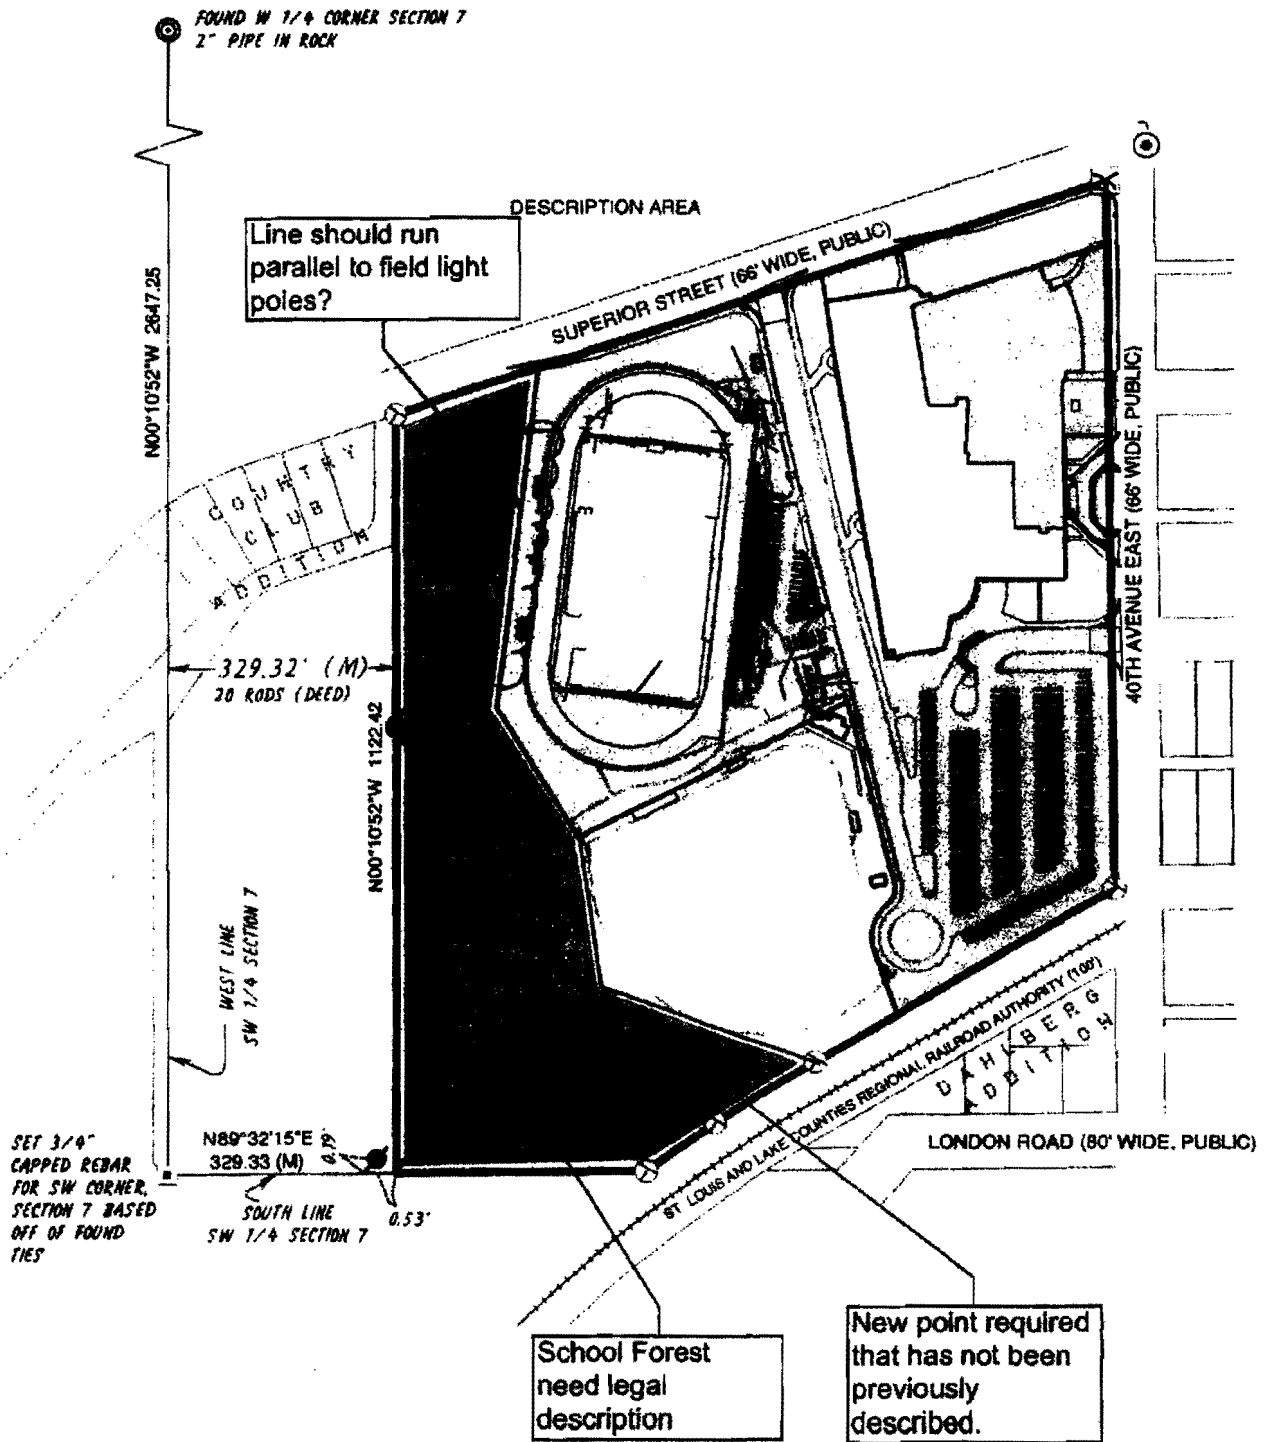 FOUND W 1/4 CORNER SECTION 7
2" PIPE IN ROCK
DESCRIPTION AREA
Line should run
parallel to field light
poles?
SUPERIOR STREET (66' WIDE, PUBLIC)
N00°10'52"W 2647.25
COUNTRY
CLUB
ADDITION
40TH AVENUE EAST (66' WIDE, PUBLIC)
329.32' (M)
20 RODS (DEED)
N00°10'52"W 1122.42
WEST LINE
SW 1/4 SECTION 7
ST LOUIS AND LAKE COUNTIES REGIONAL RAILROAD AUTHORITY (100')
DAHLBERG
ADDITION
LONDON ROAD (80' WIDE, PUBLIC)
SET 3/4"
CAPPED REBAR
FOR SW CORNER,
SECTION 7 BASED
OFF OF FOUND
TIES
N89°32'15"E
329.33 (M)
0.19'
0.53'
SOUTH LINE
SW 1/4 SECTION 7
School Forest
need legal
description
New point required
that has not been
previously
described.